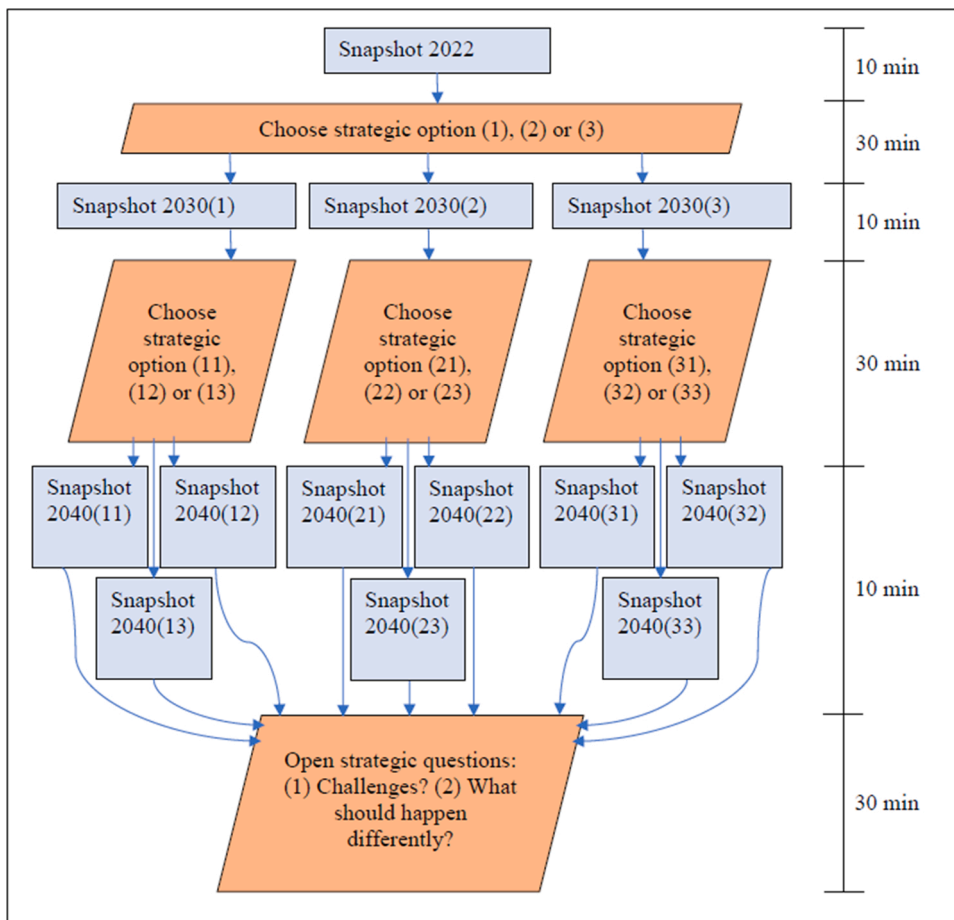 Snapshot 2022
10 min
Choose strategic option (1), (2) or (3)
30 min
Snapshot 2030(1)
Snapshot 2030(2)
Snapshot 2030(3)
10 min
Choose
strategic
option (11),
(12) or (13)
Choose
strategic
option (21),
(22) or (23)
Choose
strategic
option (31),
(32) or (33)
30 min
Snapshot
2040(11)
Snapshot
2040(12)
Snapshot
2040(21)
Snapshot
2040(22)
Snapshot
2040(31)
Snapshot
2040(32)
Snapshot
2040(13)
Snapshot
2040(23)
Snapshot
2040(33)
10 min
Open strategic questions:
(1) Challenges? (2) What
should happen
differently?
30 min